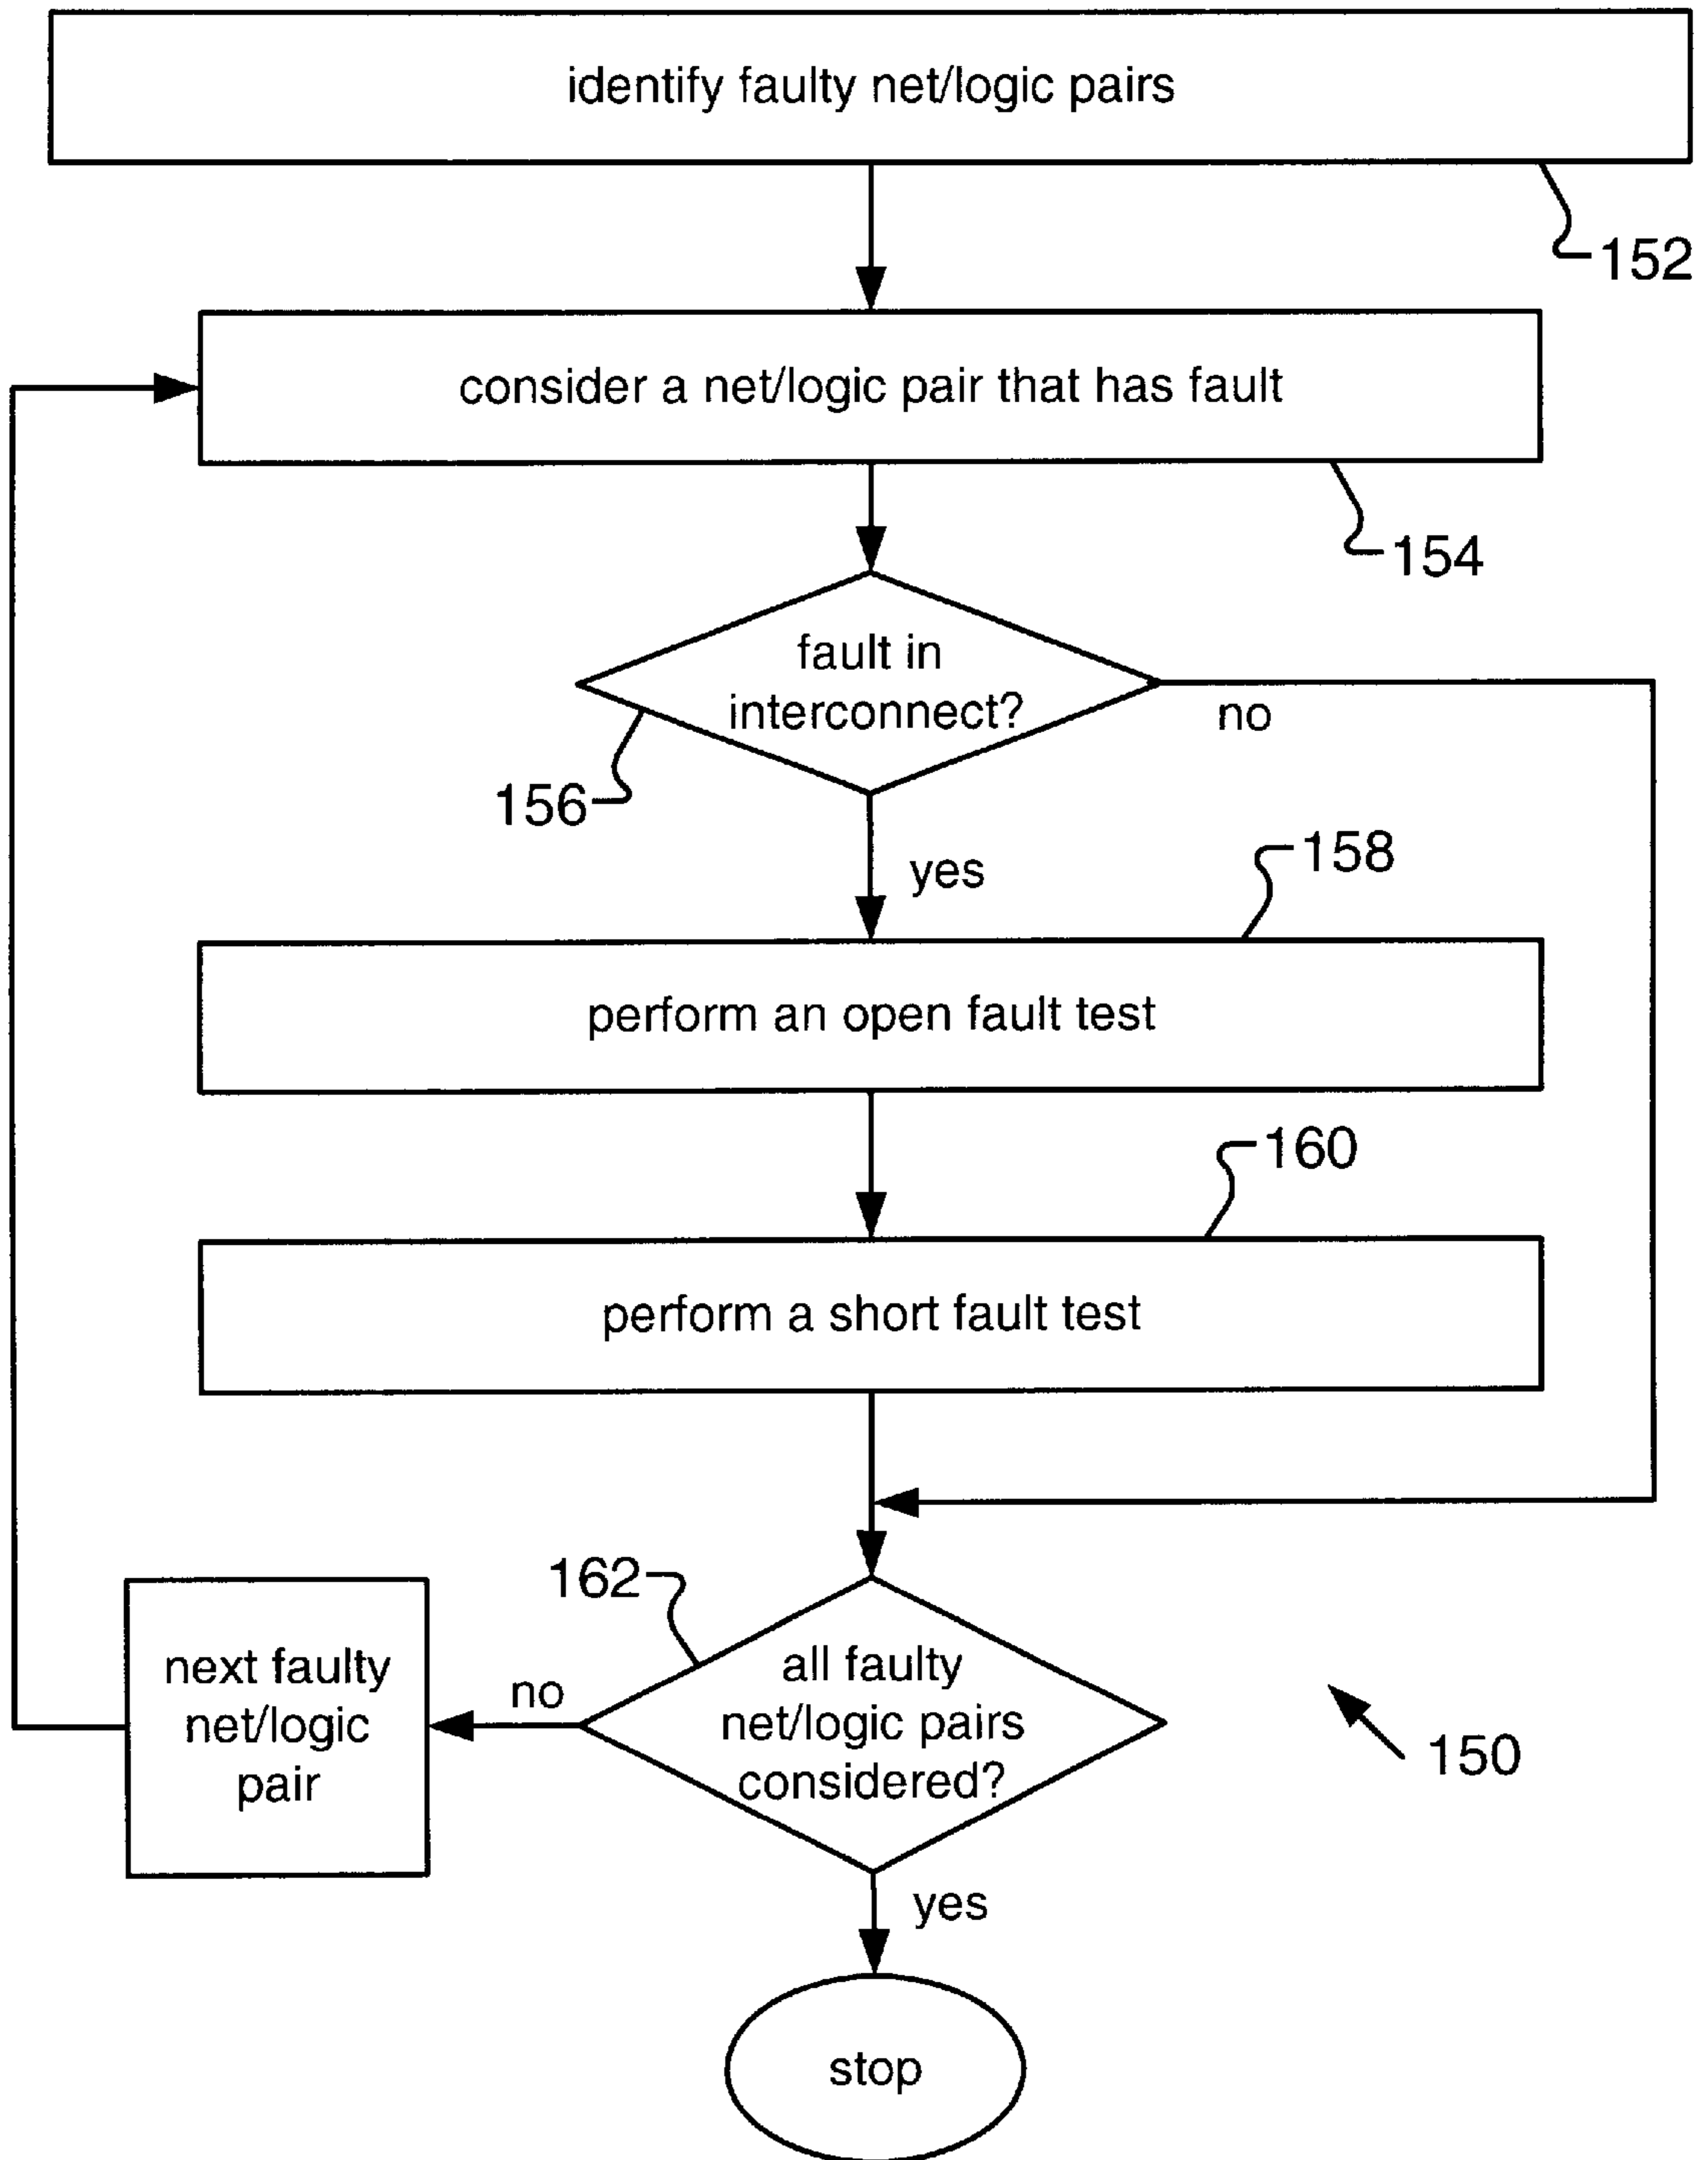 identify faulty net/logic pairs
152
consider a net/logic pair that has fault
154
fault in
interconnect?
no
156
yes
158
perform an open fault test
160
perform a short fault test
162
all faulty
net/logic pairs
considered?
no
next faulty
net/logic
pair
150
yes
stop